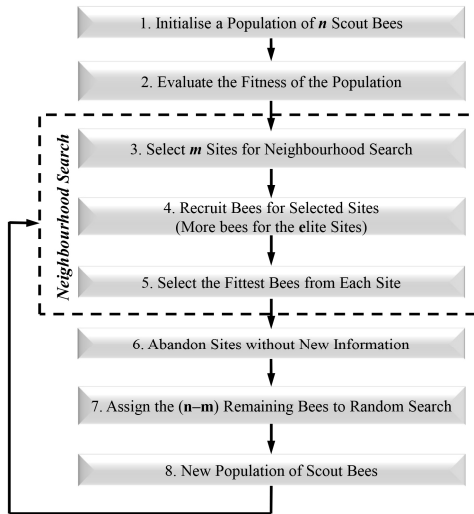 1. Initialise a Population of n Scout Bees
2. Evaluate the Fitness of the Population
Neighbourhood Search
3. Select m Sites for Neighbourhood Search
4. Recruit Bees for Selected Sites
(More bees for the elite Sites)
5. Select the Fittest Bees from Each Site
6. Abandon Sites without New Information
7. Assign the (n–m) Remaining Bees to Random Search
8. New Population of Scout Bees